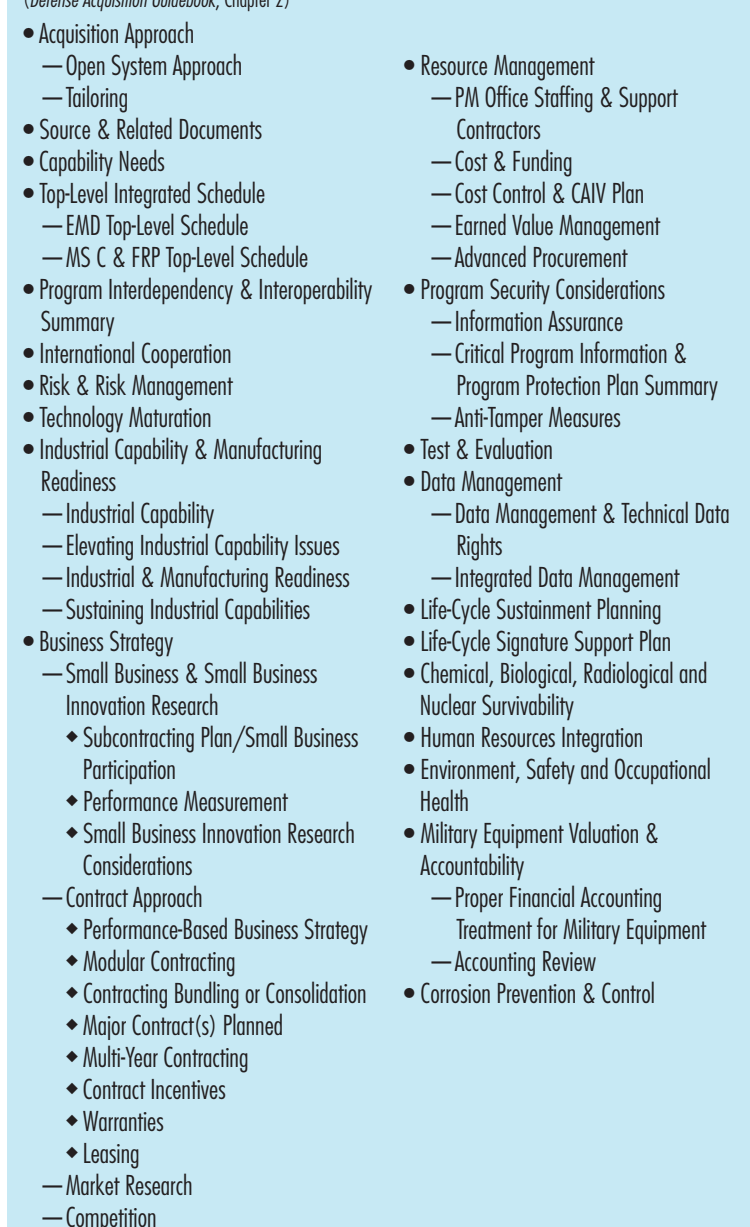 (Defense Acquisition Guidebook, Chapter 2)
• Acquisition Approach
— Open System Approach
— Tailoring
• Source & Related Documents
• Capability Needs
• Top-Level Integrated Schedule
— EMD Top-Level Schedule
— MS C & FRP Top-Level Schedule
• Program Interdependency & Interoperability
Summary
• International Cooperation
• Risk & Risk Management
• Technology Maturation
• Industrial Capability & Manufacturing
Readiness
— Industrial Capability
— Elevating Industrial Capability Issues
— Industrial & Manufacturing Readiness
— Sustaining Industrial Capabilities
• Business Strategy
— Small Business & Small Business
Innovation Research
◆ Subcontracting Plan/Small Business
Participation
◆ Performance Measurement
◆ Small Business Innovation Research
Considerations
— Contract Approach
◆ Performance-Based Business Strategy
◆ Modular Contracting
◆ Contracting Bundling or Consolidation
◆ Major Contract(s) Planned
◆ Multi-Year Contracting
◆ Contract Incentives
◆ Warranties
◆ Leasing
— Market Research
— Competition
• Resource Management
— PM Office Staffing & Support
Contractors
— Cost & Funding
— Cost Control & CAIV Plan
— Earned Value Management
— Advanced Procurement
• Program Security Considerations
— Information Assurance
— Critical Program Information &
Program Protection Plan Summary
— Anti-Tamper Measures
• Test & Evaluation
• Data Management
— Data Management & Technical Data
Rights
— Integrated Data Management
• Life-Cycle Sustainment Planning
• Life-Cycle Signature Support Plan
• Chemical, Biological, Radiological and
Nuclear Survivability
• Human Resources Integration
• Environment, Safety and Occupational
Health
• Military Equipment Valuation &
Accountability
— Proper Financial Accounting
Treatment for Military Equipment
— Accounting Review
• Corrosion Prevention & Control